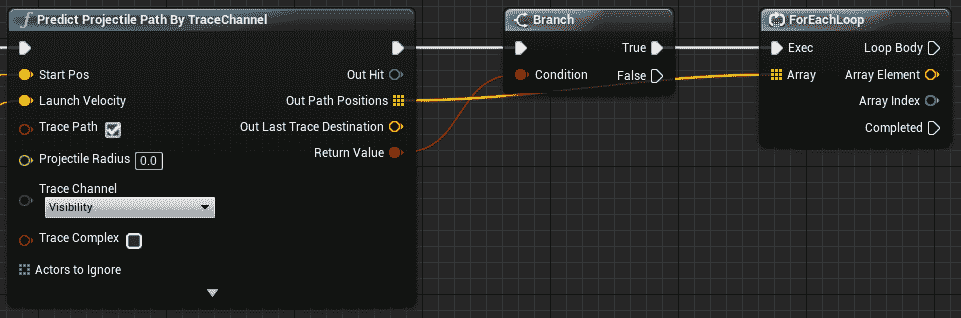 Predict Projectile Path By TraceChannel
Start Pos
Launch Velocity
Trace Path
Projectile Radius 0.0
Trace Channel
Visibility
Trace Complex
Actors to Ignore
Out Hit
Out Path Positions
Out Last Trace Destination
Return Value
Branch
Condition
True
False
ForEachLoop
Exec
Array
Loop Body
Array Element
Array Index
Completed